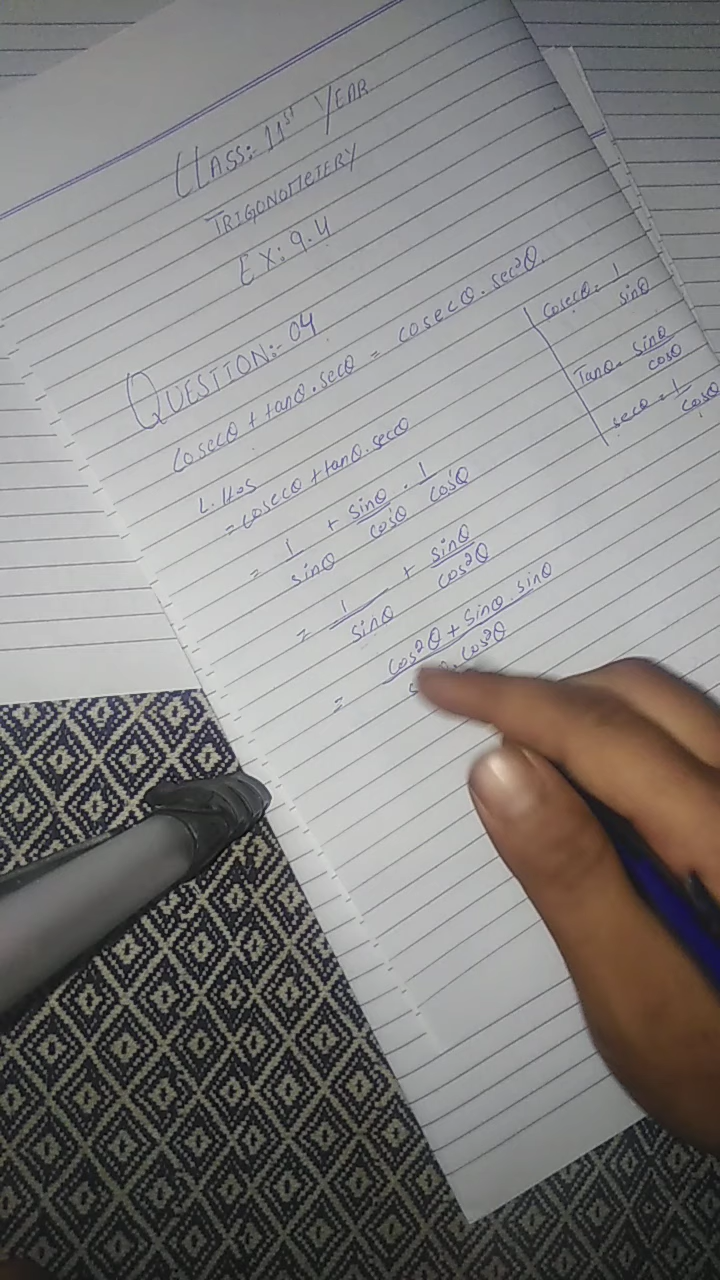 CLASS:- 11st YEAR
TRIGONOMETERY
EX: 9.4
QUESTION:- 04
Cosecθ + tanθ . secθ = cosecθ . sec²θ.
L.Hos
= cosecθ + tanθ . secθ
= 1/sinθ + sinθ/cosθ . 1/cosθ
= 1/sinθ + sinθ/cos²θ
= cos²θ + sinθ . sinθ / . cos²θ
Cosecθ = 1/sinθ
Tanθ = sinθ/cosθ
secθ = 1/cosθ